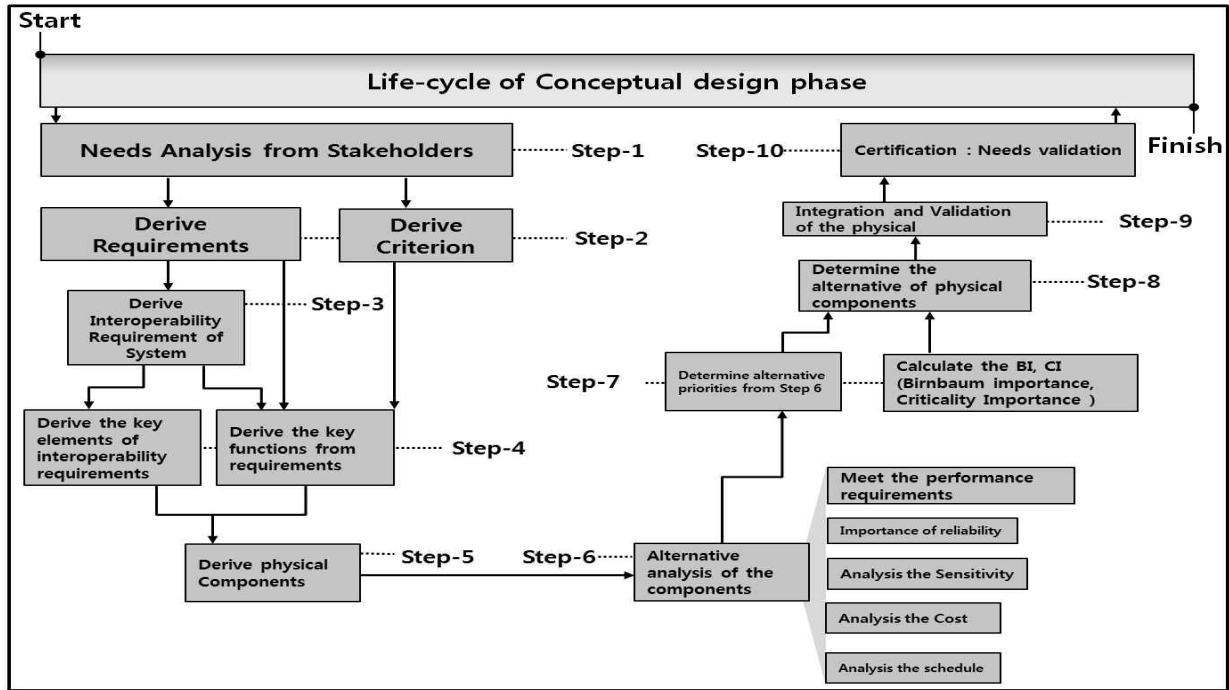 Start
Life-cycle of Conceptual design phase
Finish
Needs Analysis from Stakeholders
Step-1
Derive
Requirements
Derive
Criterion
Step-2
Derive
Interoperability
Requirement of
System
Step-3
Derive the key
elements of
interoperability
requirements
Derive the key
functions from
requirements
Step-4
Derive physical
Components
Step-5
Step-6
Alternative
analysis of the
components
Meet the performance
requirements
Importance of reliability
Analysis the Sensitivity
Analysis the Cost
Analysis the schedule
Step-7
Determine alternative
priorities from Step 6
Calculate the BI, CI
(Birnbaum importance,
Criticality Importance )
Determine the
alternative of physical
components
Step-8
Integration and Validation
of the physical
Step-9
Step-10
Certification : Needs validation